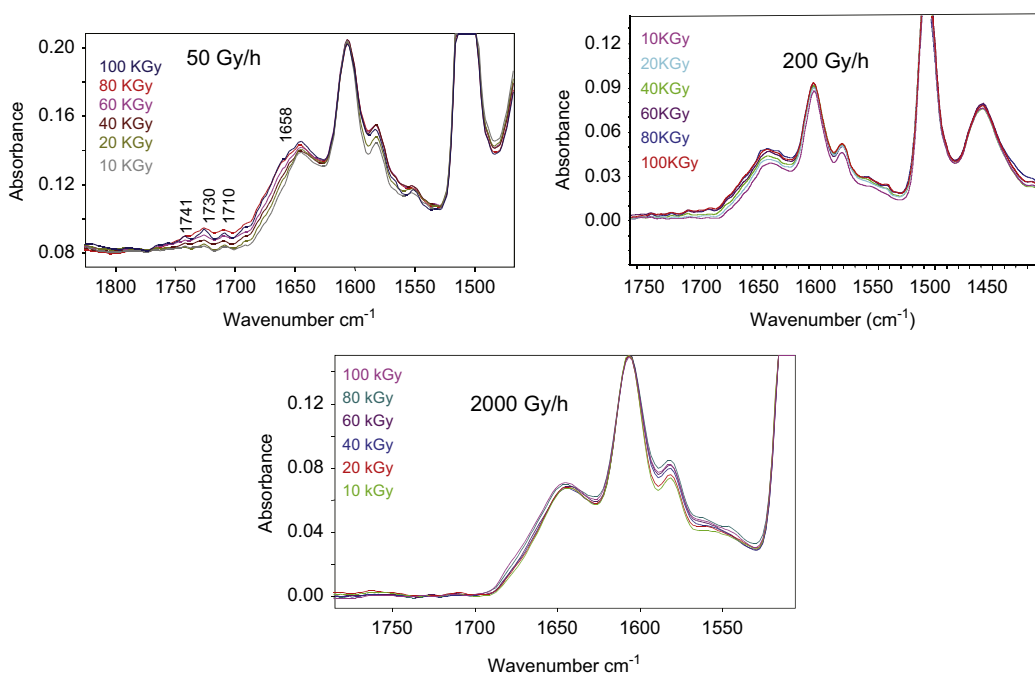 50 Gy/h
100 KGy
80 KGy
60 KGy
40 KGy
20 KGy
10 KGy
1741
1730
1710
1658
Absorbance
0.20
0.16
0.12
0.08
1800
1750
1700
1650
1600
1550
1500
Wavenumber cm⁻¹
200 Gy/h
10KGy
20KGy
40KGy
60KGy
80KGy
100KGy
Absorbance
0.12
0.09
0.06
0.03
0.00
1750
1700
1650
1600
1550
1500
1450
Wavenumber (cm⁻¹)
2000 Gy/h
100 kGy
80 kGy
60 kGy
40 kGy
20 kGy
10 kGy
Absorbance
0.12
0.08
0.04
0.00
1750
1700
1650
1600
1550
Wavenumber cm⁻¹